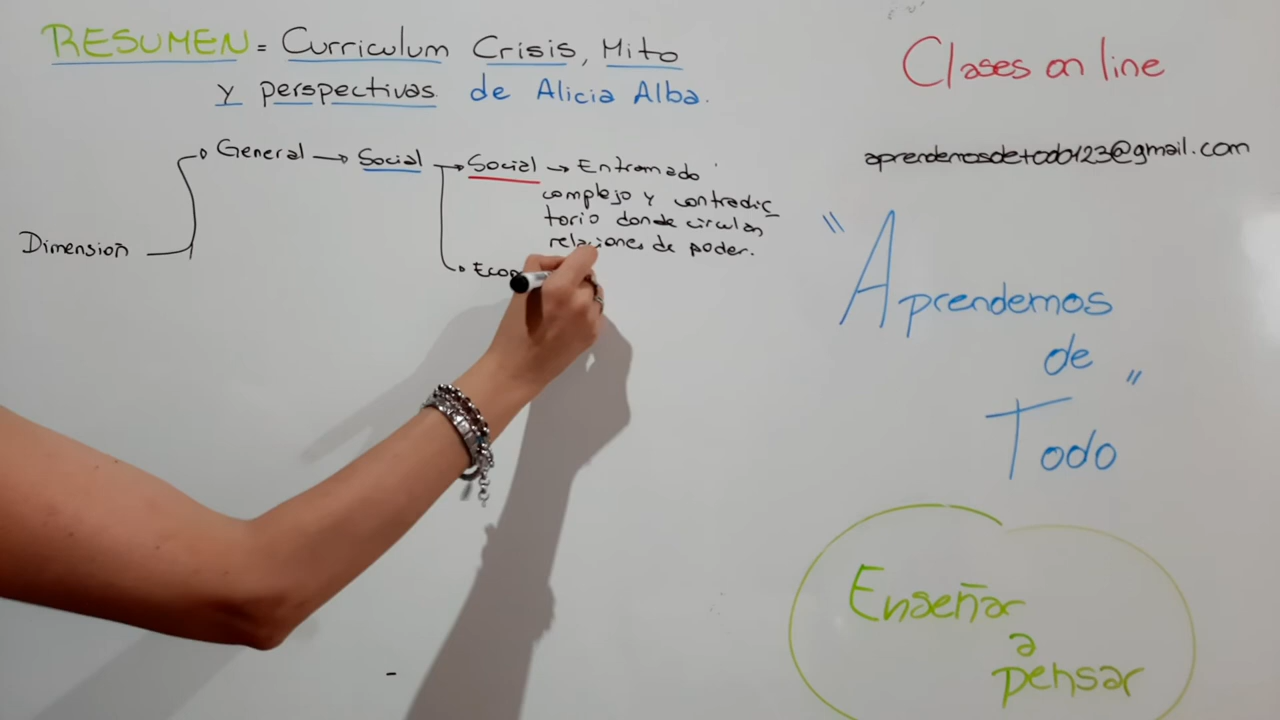 RESUMEN = Curriculum Crisis, Mito
y perspectivas de Alicia Alba.
Dimension
General → Social → Social → Entramado
complejo y contradic
torio donde circulan
relaciones de poder.
Clases on line
aprendemosdetodo123@gmail.com
"Aprendemos
de
Todo"
Enseñar
a
pensar